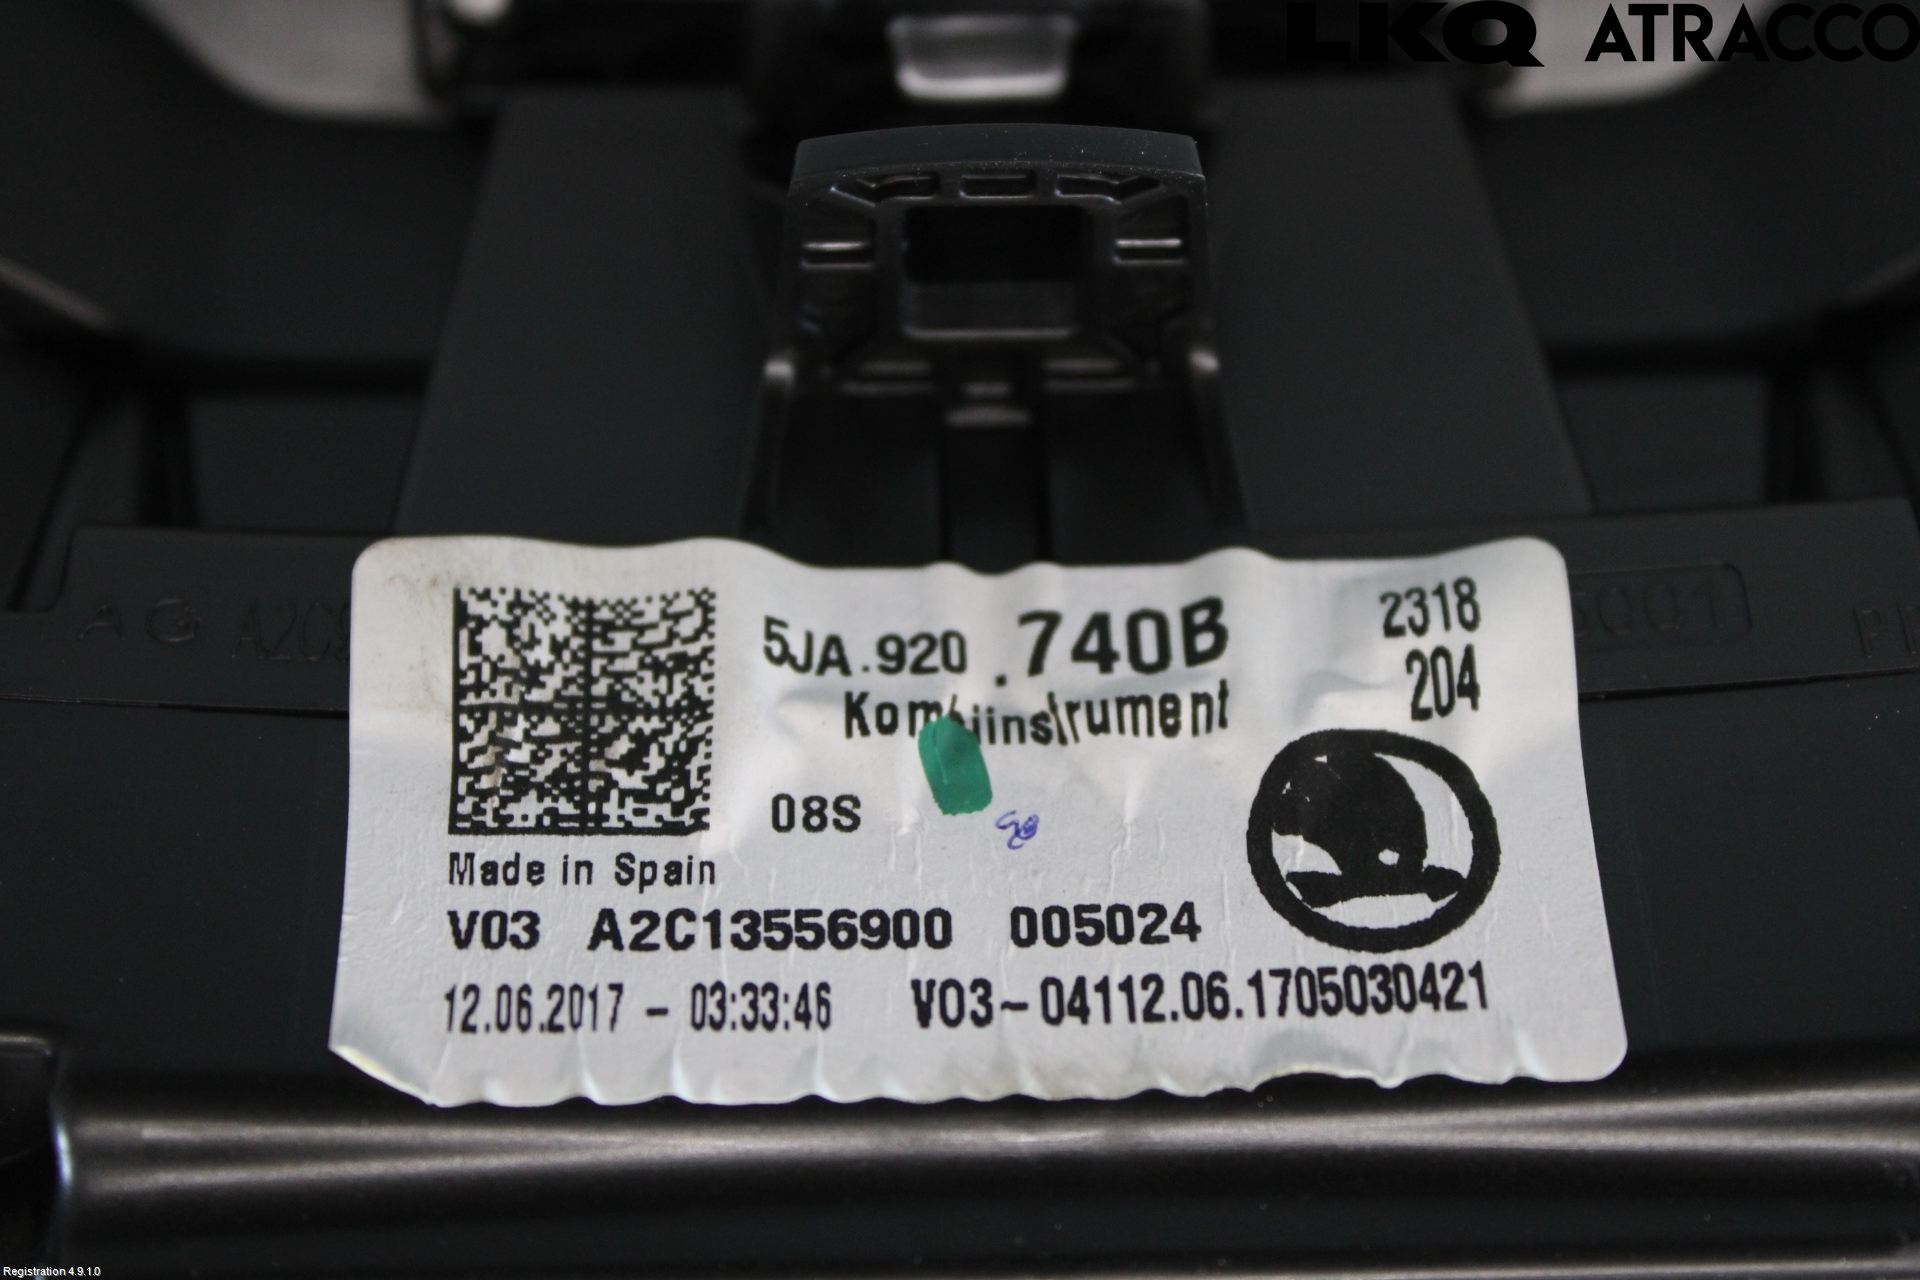 LKQ ATRACCO
5JA.920 .740B
2318
Kombiinstrument
204
08S
Made in Spain
V03 A2C13556900 005024
12.06.2017 - 03:33:46 V03-04112.06.1705030421
AG
Registration 4.9.1.0